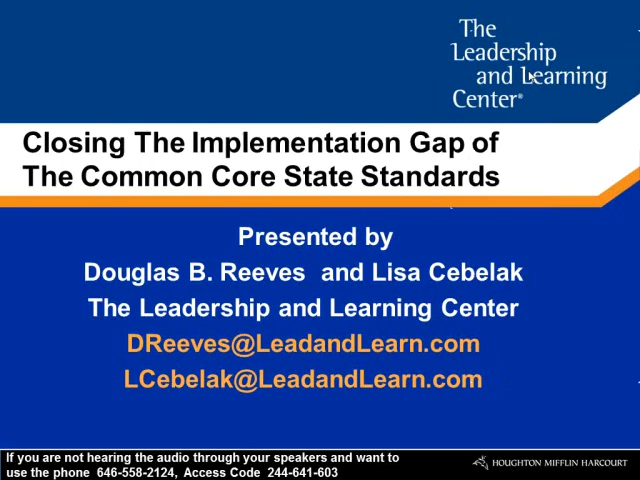 The
Leadership
and Learning
Center®
Closing The Implementation Gap of
The Common Core State Standards
Presented by
Douglas B. Reeves and Lisa Cebelak
The Leadership and Learning Center
DReeves@LeadandLearn.com
LCebelak@LeadandLearn.com
If you are not hearing the audio through your speakers and want to
use the phone 646-558-2124, Access Code 244-641-603
HOUGHTON MIFFLIN HARCOURT